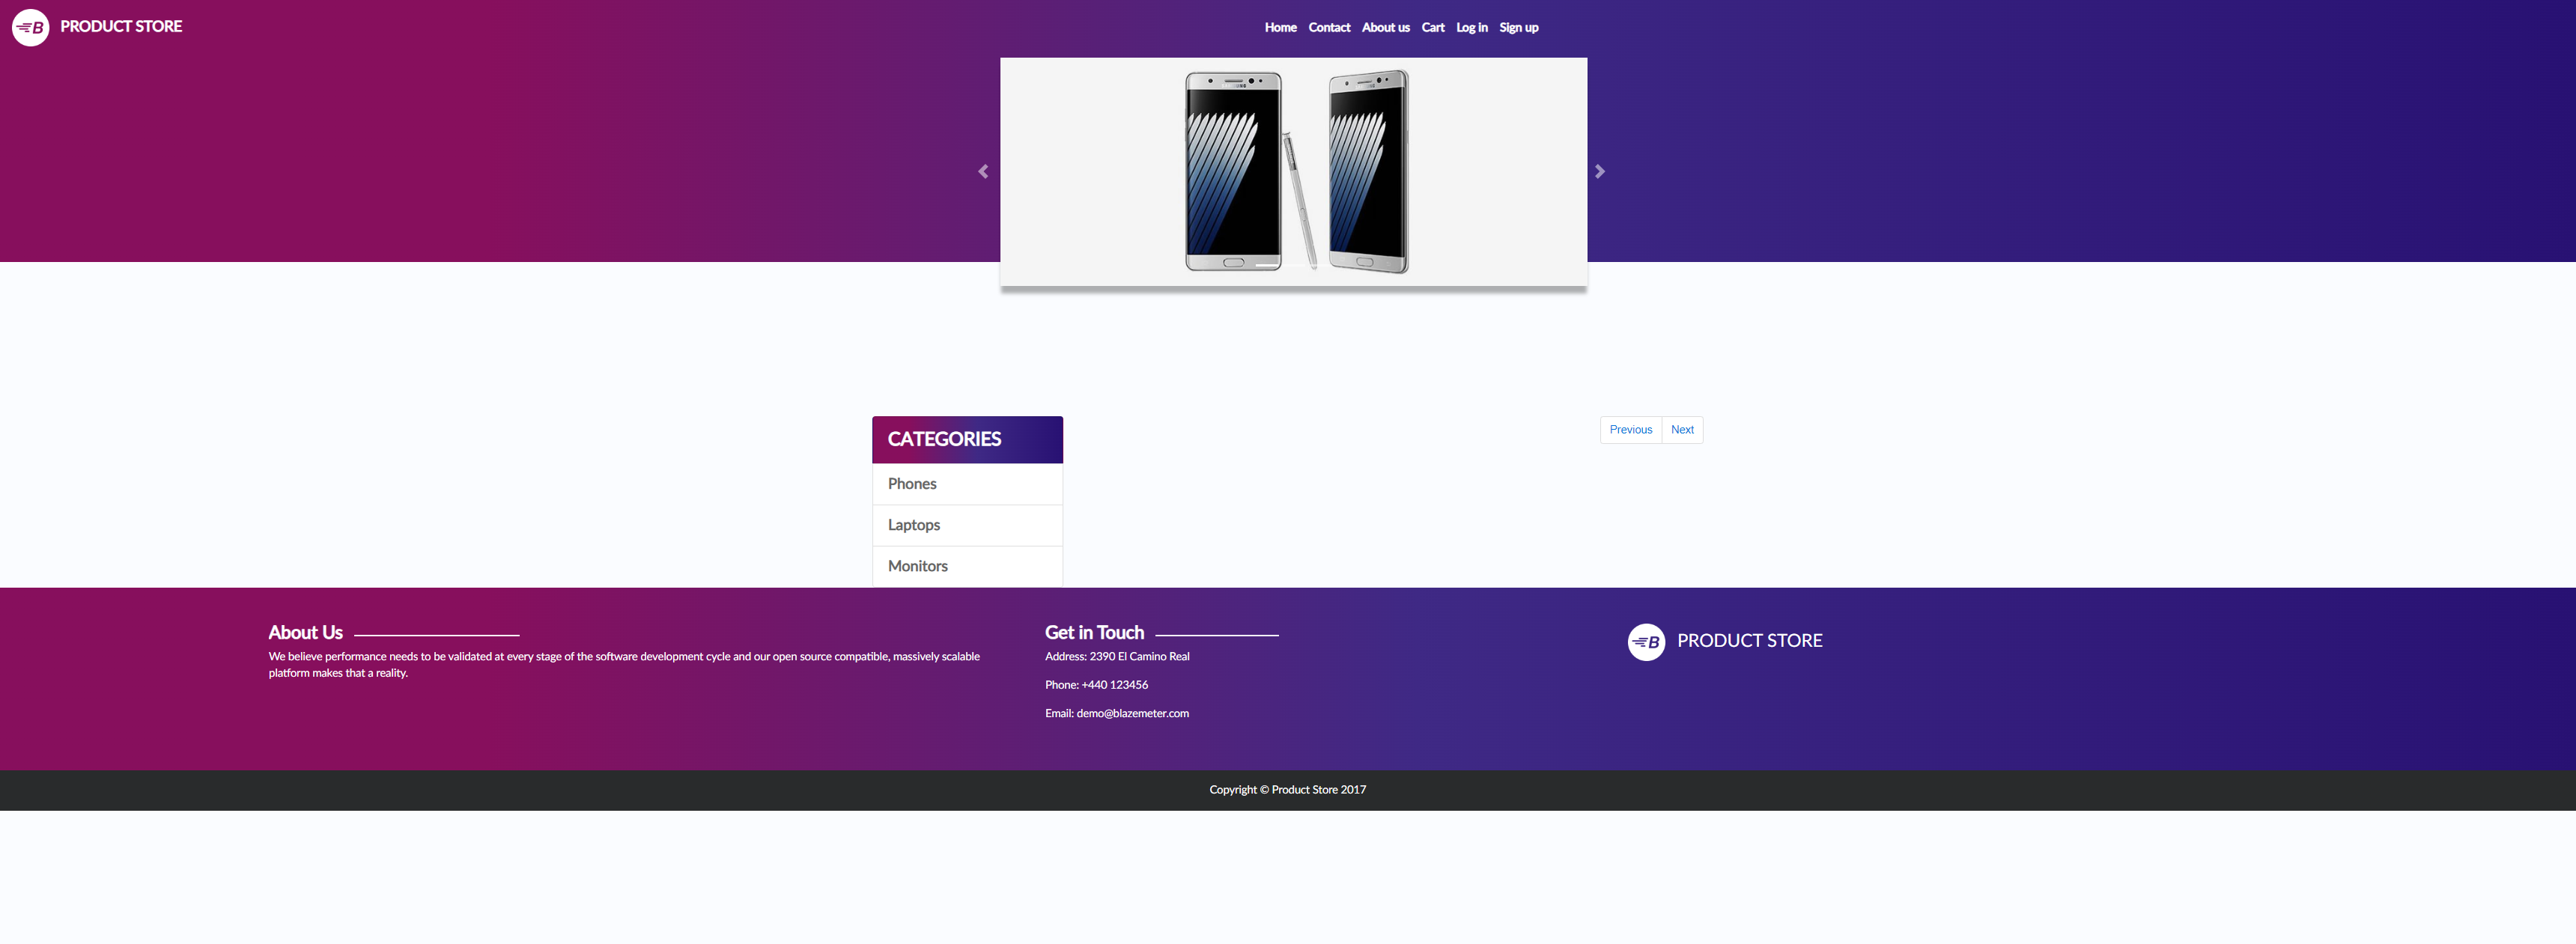 B PRODUCT STORE
Home Contact About us Cart Log in Sign up
SAMSUNG
CATEGORIES
Phones
Laptops
Monitors
Previous Next
About Us
We believe performance needs to be validated at every stage of the software development cycle and our open source compatible, massively scalable
platform makes that a reality.
Get in Touch
Address: 2390 El Camino Real
Phone: +440 123456
Email: demo@blazemeter.com
B PRODUCT STORE
Copyright © Product Store 2017